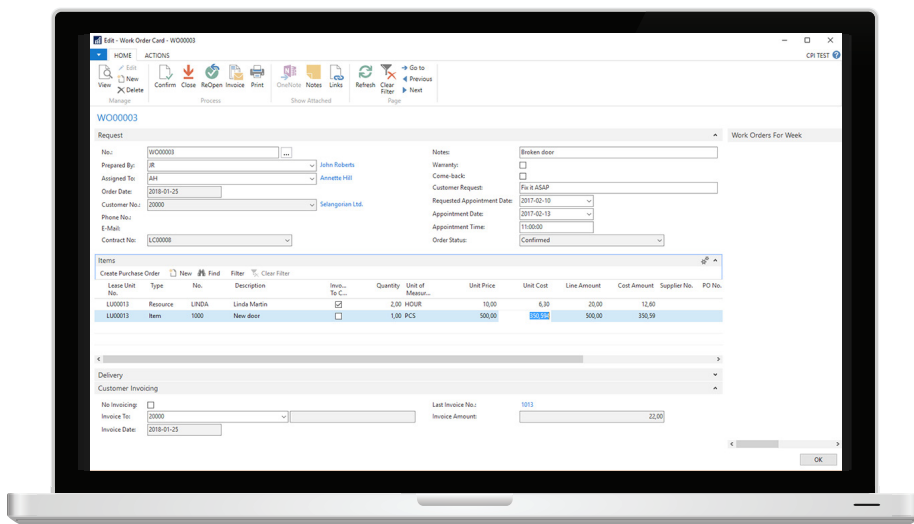 Edit - Work Order Card - WO00003
HOME ACTIONS CPI TEST
View Edit New Delete Confirm Close ReOpen Invoice Print OneNote Notes Links Refresh Clear Filter Go to Previous Next
Manage Process Show Attached Page
WO00003
Request Work Orders For Week
No.: WO00003 ... Notes: Broken door
Prepared By: JR John Roberts Warranty:
Assigned To: AH Annette Hill Come-back:
Order Date: 2018-01-25 Customer Request: Fix it ASAP
Customer No.: 20000 Selangorian Ltd. Requested Appointment Date: 2017-02-10
Phone No.: Appointment Date: 2017-02-13
E-Mail: Appointment Time: 11:00:00
Contract No: LC00008 Order Status: Confirmed
Items
Create Purchase Order New Find Filter Clear Filter
Lease Unit No. Type No. Description Invo... To C... Quantity Unit of Measur... Unit Price Unit Cost Line Amount Cost Amount Supplier No. PO No.
LU00013 Resource LINDA Linda Martin 2,00 HOUR 10,00 6,30 20,00 12,60
LU00013 Item 1000 New door 1,00 PCS 500,00 350,594 500,00 350,59
Delivery
Customer Invoicing
No Invoicing: Last Invoice No.: 1013
Invoice To: 20000 Invoice Amount: 22,00
Invoice Date: 2018-01-25
OK